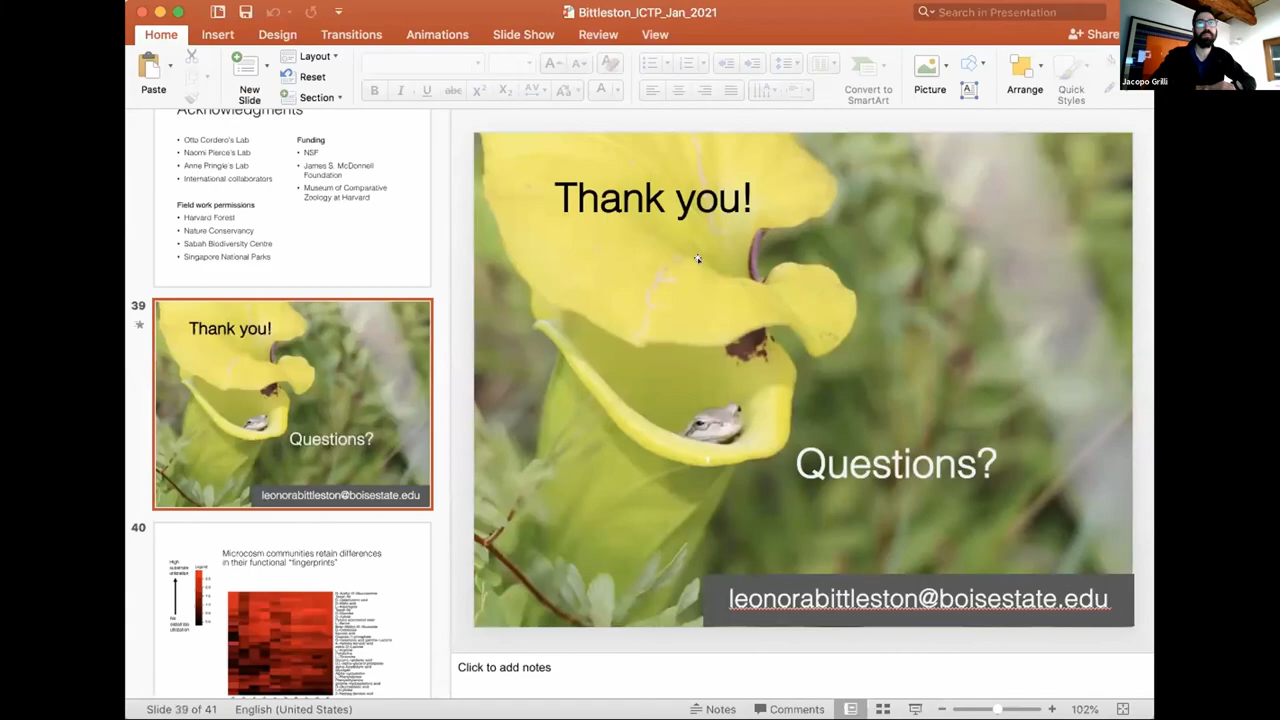 Bittleston_ICTP_Jan_2021
Search in Presentation
Home
Insert
Design
Transitions
Animations
Slide Show
Review
View
Share
Jacopo Grilli
Paste
New
Slide
Layout
Reset
Section
Convert to
SmartArt
Picture
Arrange
Quick
Styles
Acknowledgments
• Otto Cordero's Lab
• Naomi Pierce's Lab
• Anne Pringle's Lab
• International collaborators
Field work permissions
• Harvard Forest
• Nature Conservancy
• Sabah Biodiversity Centre
• Singapore National Parks
Funding
• NSF
• James S. McDonnell
Foundation
• Museum of Comparative
Zoology at Harvard
39
Thank you!
Questions?
leonorabittleston@boisestate.edu
40
Microcosm communities retain differences
in their functional "fingerprints"
High
substrate
utilization
Thank you!
Questions?
leonorabittleston@boisestate.edu
Click to add notes
Slide 39 of 41
English (United States)
Notes
Comments
102%